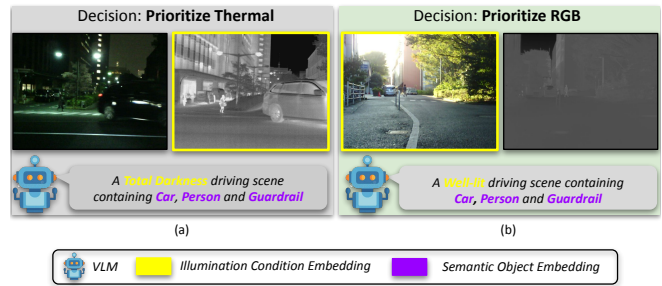 Decision: Prioritize Thermal
A Total Darkness driving scene
containing Car, Person and Guardrail
(a)
Decision: Prioritize RGB
A Well-lit driving scene containing
Car, Person and Guardrail
(b)
VLM
Illumination Condition Embedding
Semantic Object Embedding